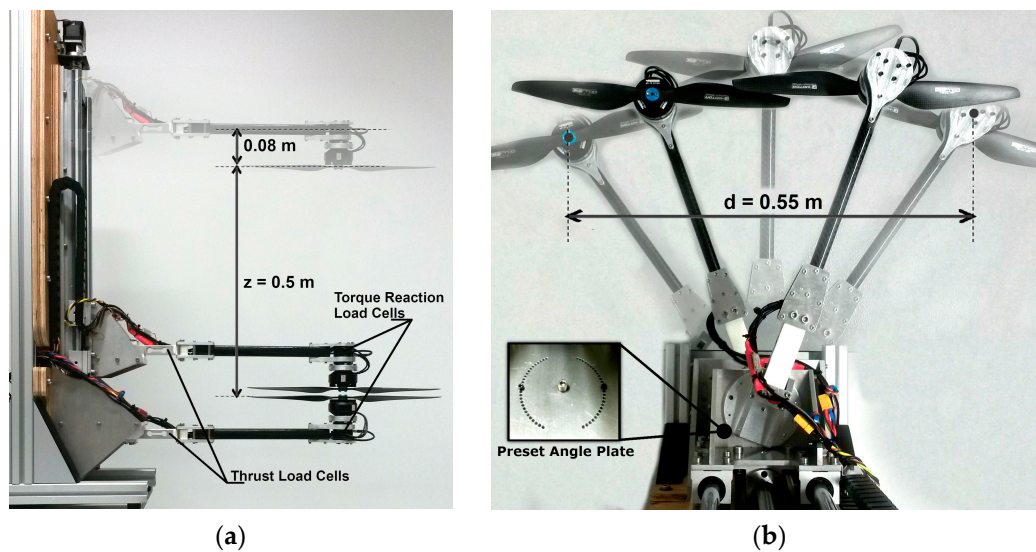 0.08 m
z = 0.5 m
Torque Reaction
Load Cells
Thrust Load Cells
d = 0.55 m
Preset Angle Plate
(a)
(b)